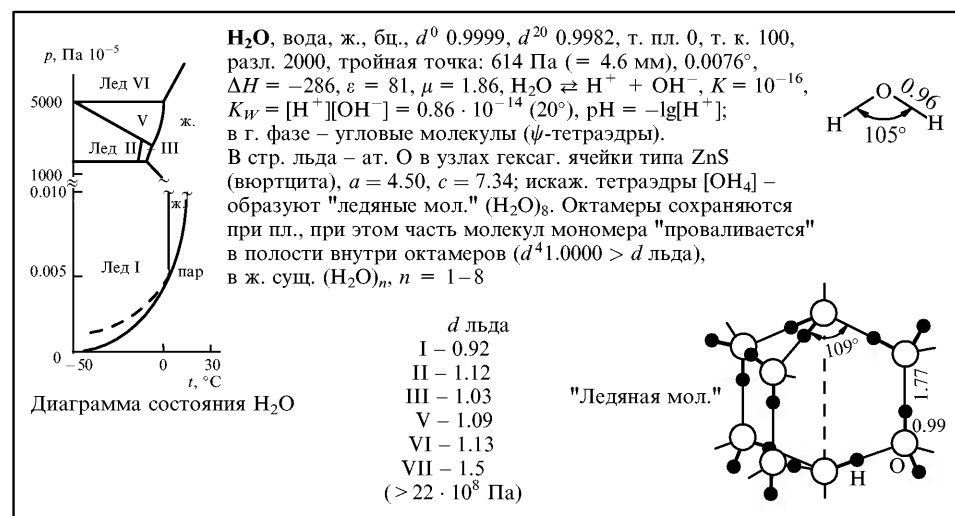 H₂O, вода, ж., бц., d⁰ 0.9999, d²⁰ 0.9982, т. пл. 0, т. к. 100,
разл. 2000, тройная точка: 614 Па (= 4.6 мм), 0.0076°,
ΔH = −286, ε = 81, μ = 1.86, H₂O ⇄ H⁺ + OH⁻, K = 10⁻¹⁶,
K_W = [H⁺][OH⁻] = 0.86 · 10⁻¹⁴ (20°), pH = −lg[H⁺];
в г. фазе – угловые молекулы (ψ-тетраэдры).
В стр. льда – ат. О в узлах гексаг. ячейки типа ZnS
(вюртцита), a = 4.50, c = 7.34; искаж. тетраэдры [OH₄] –
образуют "ледяные мол." (H₂O)₈. Октамеры сохраняются
при пл., при этом часть молекул мономера "проваливается"
в полости внутри октамеров (d⁴1.0000 > d льда),
в ж. сущ. (H₂O)ₙ, n = 1–8
p, Па 10⁻⁵
Лед VI
5000
V
ж.
Лед II
III
1000
0.010
ж.
0.005
Лед I
пар
0
−50
0
30
t, °C
Диаграмма состояния H₂O
O
0.96
H
H
105°
d льда
I – 0.92
II – 1.12
III – 1.03
V – 1.09
VI – 1.13
VII – 1.5
(> 22 · 10⁸ Па)
"Ледяная мол."
109°
1.77
0.99
H
O